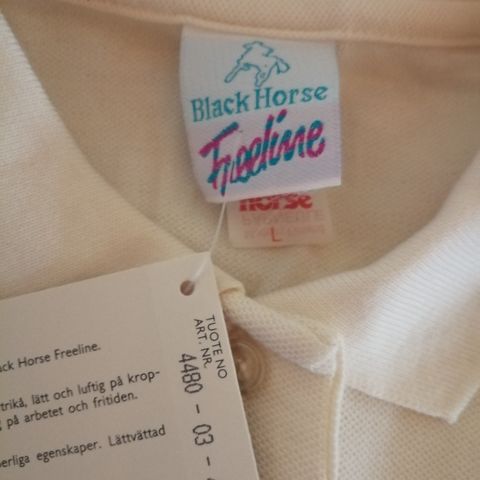 Black Horse
Freeline
horse
L
TUOTE NO
ART. NR.
4480 - 03 -
ack Horse Freeline.
trikå, lätt och luftig på krop-
g på arbetet och fritiden.
erliga egenskaper. Lättvättad